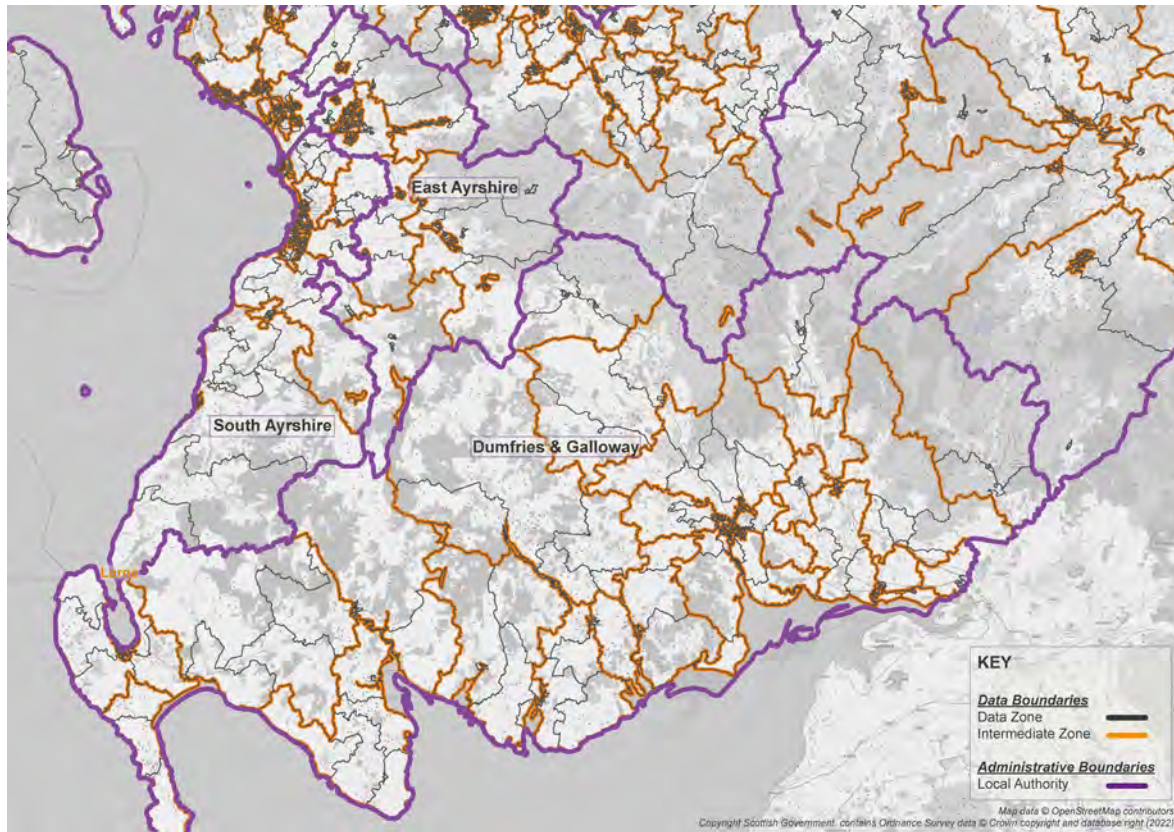 East Ayrshire
South Ayrshire
Dumfries & Galloway
KEY
Data Boundaries
Data Zone
Intermediate Zone
Administrative Boundaries
Local Authority
Map data © OpenStreetMap contributors
Copyright Scottish Government, contains Ordnance Survey data © Crown copyright and database right (2022)